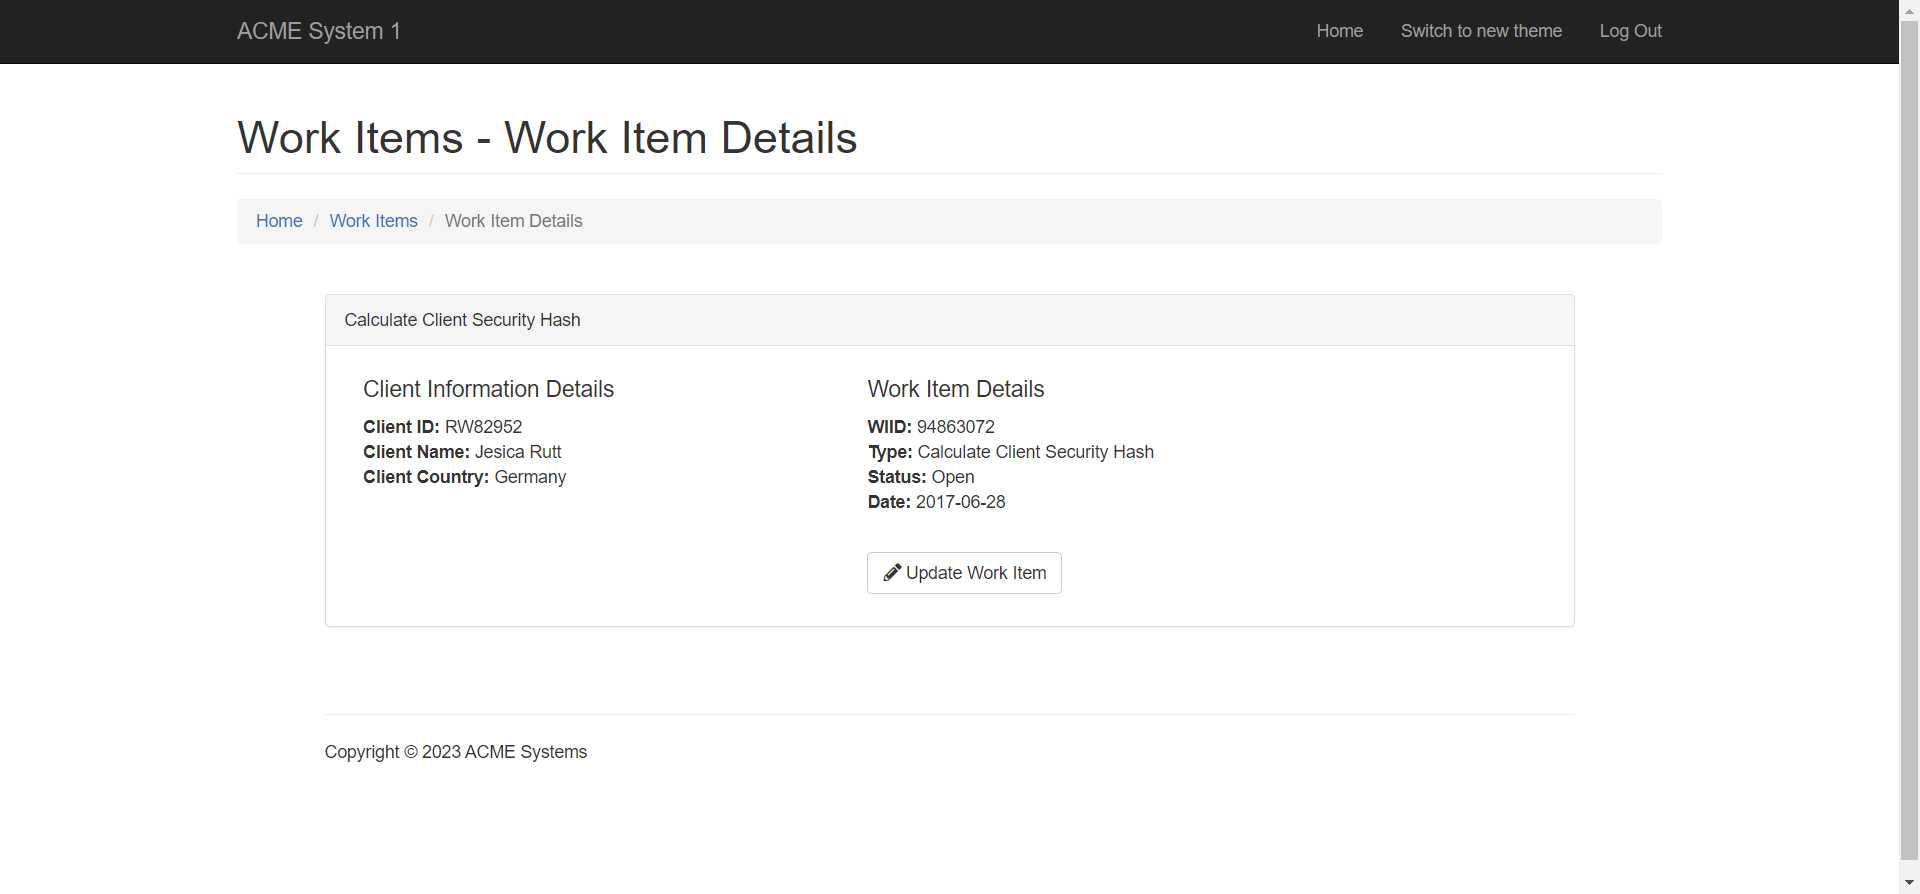 ACME System 1
Home
Switch to new theme
Log Out
Work Items - Work Item Details
Home / Work Items / Work Item Details
Calculate Client Security Hash
Client Information Details
Client ID: RW82952
Client Name: Jesica Rutt
Client Country: Germany
Work Item Details
WIID: 94863072
Type: Calculate Client Security Hash
Status: Open
Date: 2017-06-28
Update Work Item
Copyright © 2023 ACME Systems